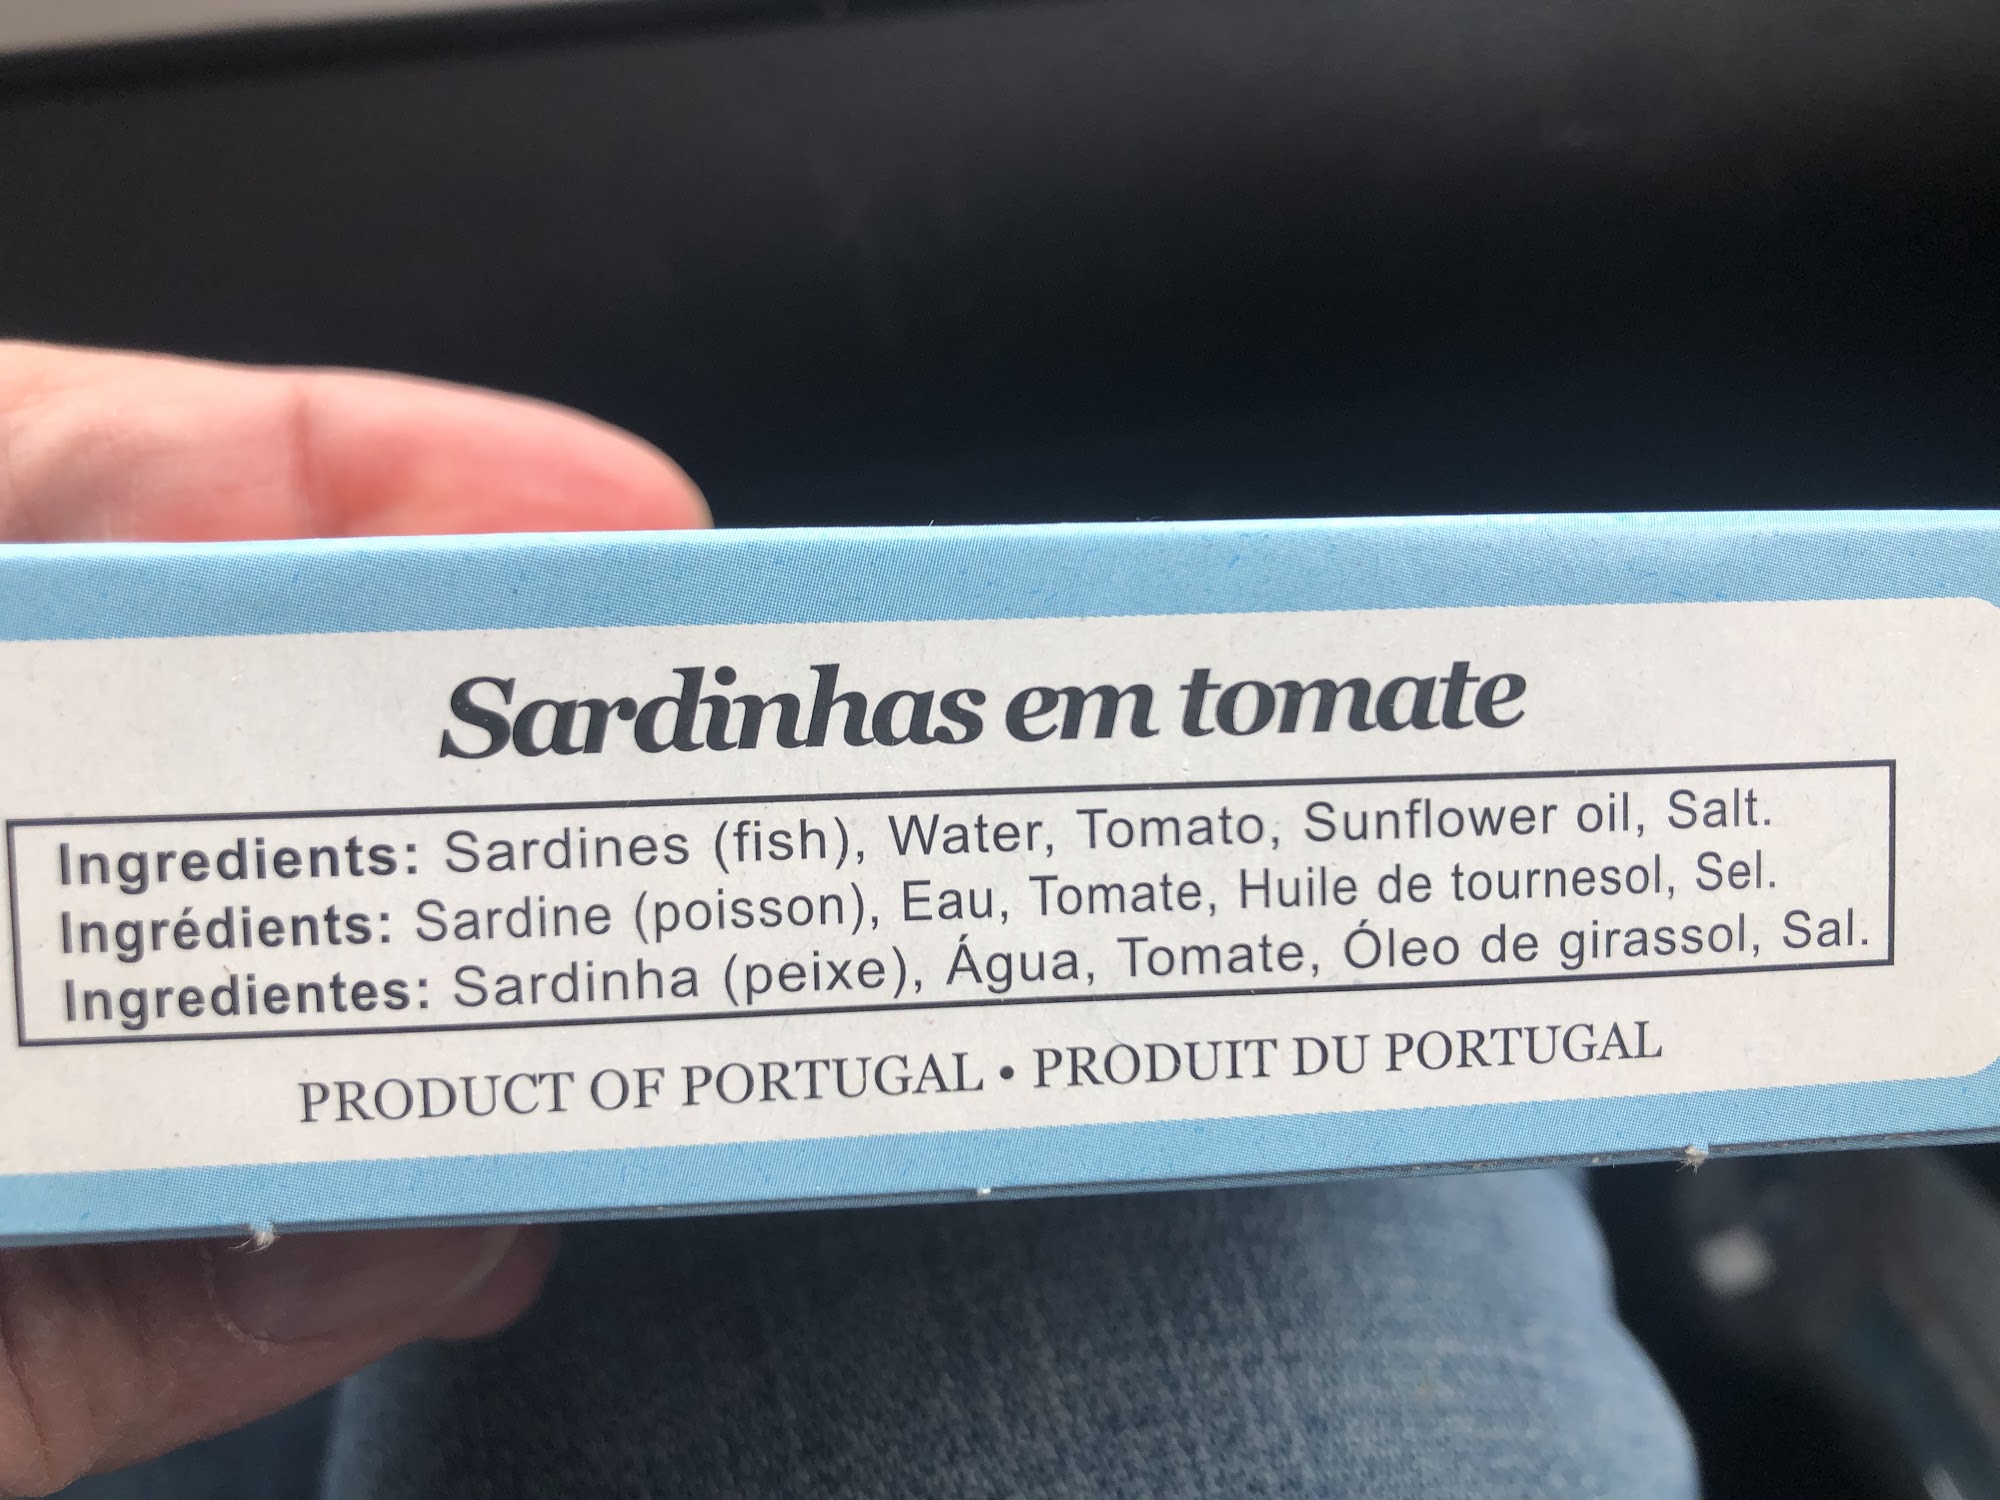 Sardinhas em tomate
Ingredients: Sardines (fish), Water, Tomato, Sunflower oil, Salt.
Ingrédients: Sardine (poisson), Eau, Tomate, Huile de tournesol, Sel.
Ingredientes: Sardinha (peixe), Água, Tomate, Óleo de girassol, Sal.
PRODUCT OF PORTUGAL • PRODUIT DU PORTUGAL